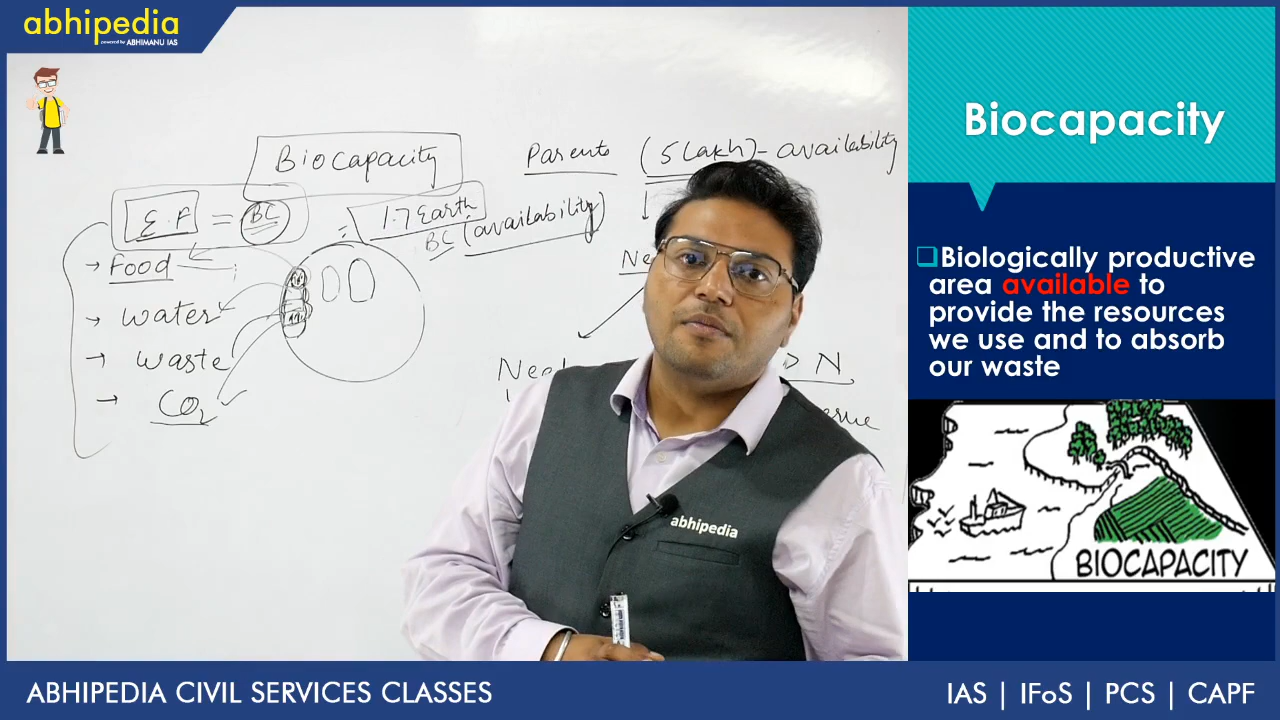 abhipedia
powered by ABHIMANU IAS
Biocapacity
E.F = BC
1.7 Earth
BC (availability)
→ Food
→ water
→ waste
→ CO2
Parents (5 Lakh) - availability
Ne
Need
> N
abhipedia
Biocapacity
Biologically productive
area available to
provide the resources
we use and to absorb
our waste
BIOCAPACITY
ABHIPEDIA CIVIL SERVICES CLASSES
IAS | IFoS | PCS | CAPF